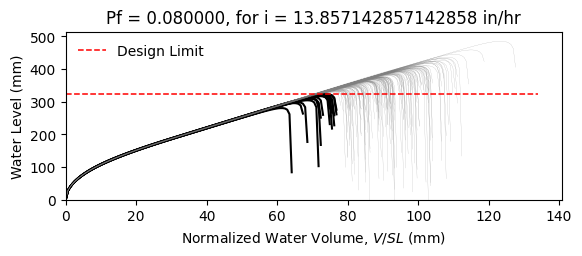 Pf = 0.080000, for i = 13.857142857142858 in/hr
500
400
300
200
100
0
Water Level (mm)
Design Limit
0 20 40 60 80 100 120 140
Normalized Water Volume, V/SL (mm)